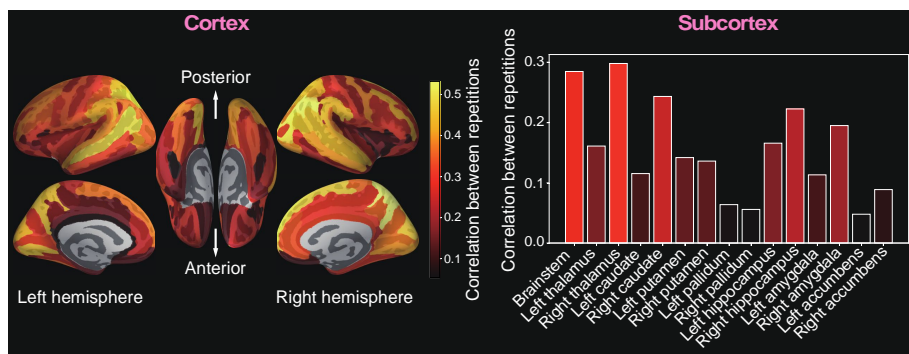 Cortex
Posterior
Anterior
Left hemisphere
Right hemisphere
0.5
0.4
0.3
0.2
0.1
Correlation between repetitions
Subcortex
Correlation between repetitions
0.3
0.2
0.1
0.0
Brainstem
Left thalamus
Right thalamus
Left caudate
Right caudate
Left putamen
Right putamen
Left pallidum
Right pallidum
Left hippocampus
Right hippocampus
Left amygdala
Right amygdala
Left accumbens
Right accumbens